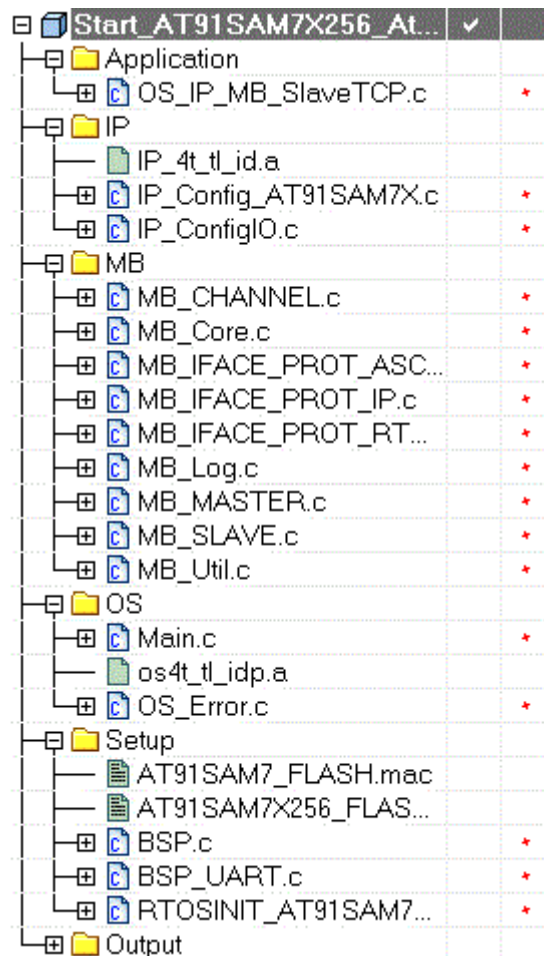 Start_AT91SAM7X256_At...
Application
OS_IP_MB_SlaveTCP.c
IP
IP_4t_tl_id.a
IP_Config_AT91SAM7X.c
IP_ConfigIO.c
MB
MB_CHANNEL.c
MB_Core.c
MB_IFACE_PROT_ASC...
MB_IFACE_PROT_IP.c
MB_IFACE_PROT_RT...
MB_Log.c
MB_MASTER.c
MB_SLAVE.c
MB_Util.c
OS
Main.c
os4t_tl_idp.a
OS_Error.c
Setup
AT91SAM7_FLASH.mac
AT91SAM7X256_FLAS...
BSP.c
BSP_UART.c
RTOSINIT_AT91SAM7...
Output